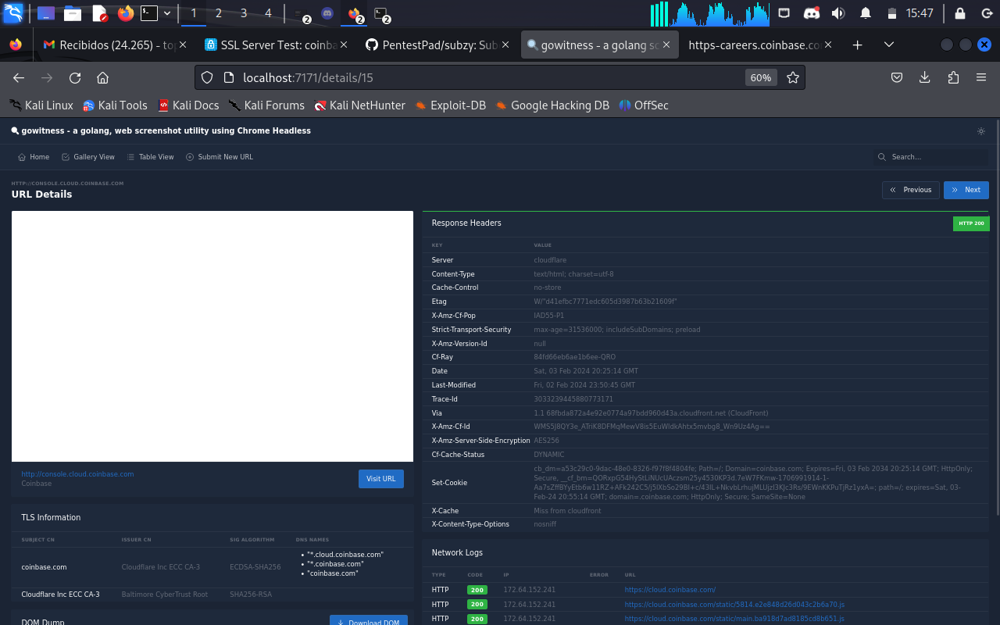 1 2 3 4 2 2 2 15:47
Recibidos (24.265) - to
SSL Server Test: coinba
PentestPad/subzy: Sub
gowitness - a golang sc
https-careers.coinbase.co
localhost:7171/details/15 60%
Kali Linux Kali Tools Kali Docs Kali Forums Kali NetHunter Exploit-DB Google Hacking DB OffSec
gowitness - a golang, web screenshot utility using Chrome Headless
Home Gallery View Table View Submit New URL Search...
HTTP://CONSOLE.CLOUD.COINBASE.COM
URL Details
Previous Next
http://console.cloud.coinbase.com
Coinbase
Visit URL
TLS Information
SUBJECT CN ISSUER CN SIG ALGORITHM DNS NAMES
coinbase.com Cloudflare Inc ECC CA-3 ECDSA-SHA256
• "*.cloud.coinbase.com"
• "*.coinbase.com"
• "coinbase.com"
Cloudflare Inc ECC CA-3 Baltimore CyberTrust Root SHA256-RSA
DOM Dump Download DOM
Response Headers HTTP 200
KEY VALUE
Server cloudflare
Content-Type text/html; charset=utf-8
Cache-Control no-store
Etag W/"d41efbc7771edc605d3987b63b21609f"
X-Amz-Cf-Pop IAD55-P1
Strict-Transport-Security max-age=31536000; includeSubDomains; preload
X-Amz-Version-Id null
Cf-Ray 84fd66eb6ae1b6ee-QRO
Date Sat, 03 Feb 2024 20:25:14 GMT
Last-Modified Fri, 02 Feb 2024 23:50:45 GMT
Trace-Id 3033239445880773171
Via 1.1 68fbda872a4e92e0774a97bdd960d43a.cloudfront.net (CloudFront)
X-Amz-Cf-Id WMS5J8QY3e_ATriK8DFMqMewV8is5EuWldkAhtx5mvbg8_Wn9Uz4Ag==
X-Amz-Server-Side-Encryption AES256
Cf-Cache-Status DYNAMIC
Set-Cookie
cb_dm=a53c29c0-9dac-48e0-8326-f97f8f4804fe; Path=/; Domain=coinbase.com; Expires=Fri, 03 Feb 2034 20:25:14 GMT; HttpOnly;
Secure, __cf_bm=QORxpG54HyStLiNUcUAczsm25y4530KP3d.7eW7FKmw-1706991914-1-
Aa7sZffBYyEtb6w11RZ+AFk242C5/j5lXbSo29Bl+c/43IL+NkvbLrhujMLUjzI3KJc3Rs/9EWnKKPuTjRz1yxA=; path=/; expires=Sat, 03-
Feb-24 20:55:14 GMT; domain=.coinbase.com; HttpOnly; Secure; SameSite=None
X-Cache Miss from cloudfront
X-Content-Type-Options nosniff
Network Logs
TYPE CODE IP ERROR URL
HTTP 200 172.64.152.241 https://cloud.coinbase.com/
HTTP 200 172.64.152.241 https://cloud.coinbase.com/static/5814.e2e848d26d043c2b6a70.js
HTTP 200 172.64.152.241 https://cloud.coinbase.com/static/main.ba918d7ad8185cd8b651.js